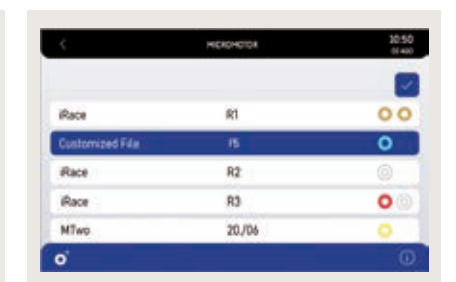 MICROMOTOR 10:50
iRace R1
Customized File F5
iRace R2
iRace R3
MTwo 20/06